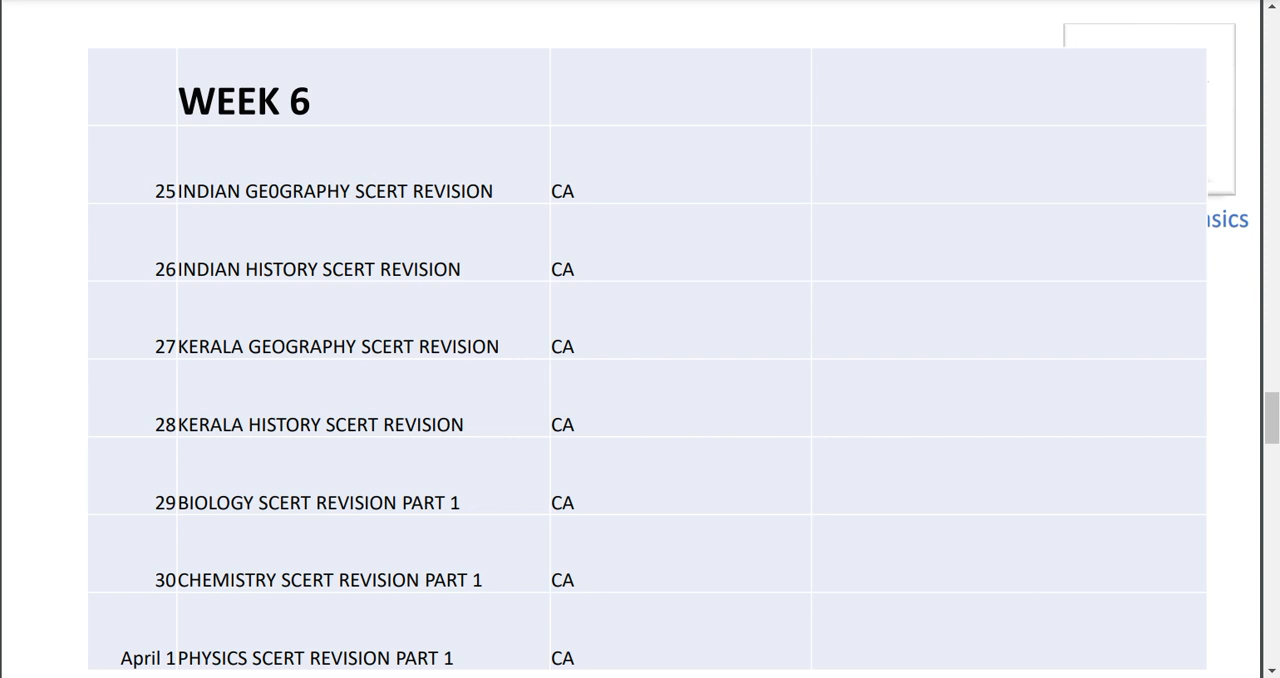 WEEK 6
25 INDIAN GE0GRAPHY SCERT REVISION CA
26 INDIAN HISTORY SCERT REVISION CA
27 KERALA GEOGRAPHY SCERT REVISION CA
28 KERALA HISTORY SCERT REVISION CA
29 BIOLOGY SCERT REVISION PART 1 CA
30 CHEMISTRY SCERT REVISION PART 1 CA
April 1 PHYSICS SCERT REVISION PART 1 CA